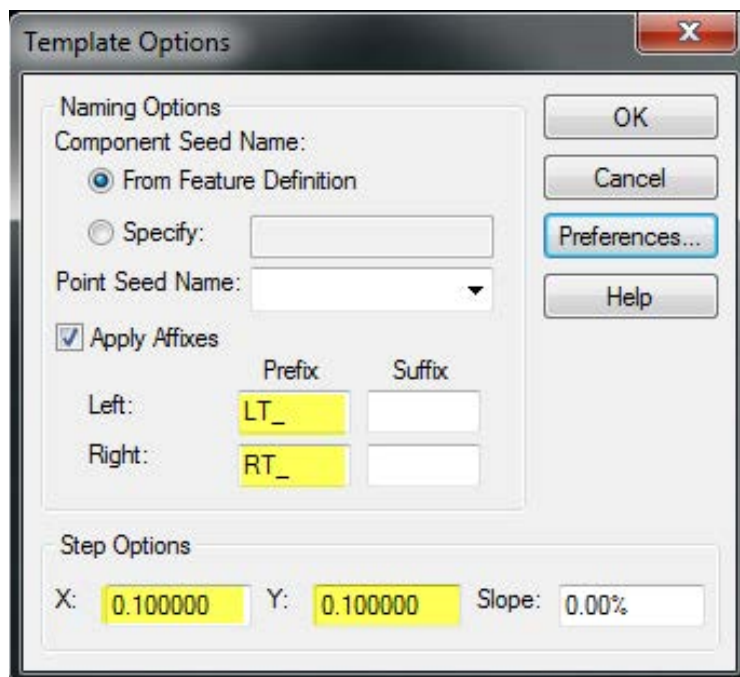 Template Options
X
Naming Options
OK
Component Seed Name:
From Feature Definition
Cancel
Specify:
Preferences...
Point Seed Name:
Help
Apply Affixes
Prefix Suffix
Left: LT_
Right: RT_
Step Options
X: 0.100000 Y: 0.100000 Slope: 0.00%